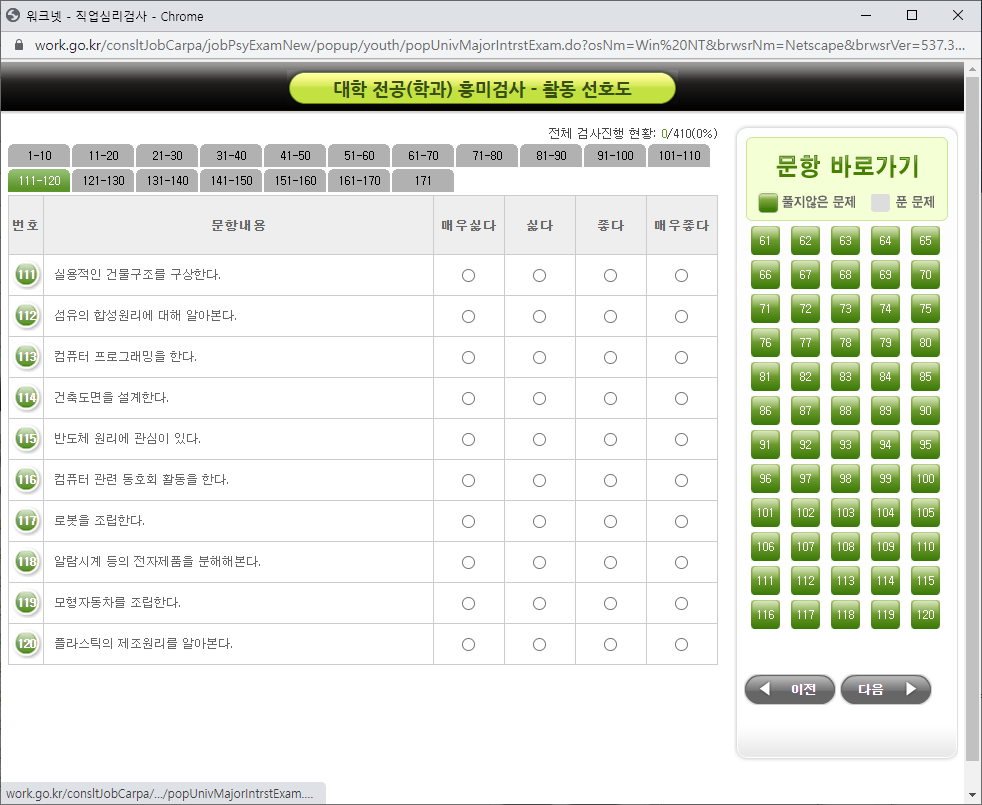 워크넷 - 직업심리검사 - Chrome
work.go.kr/consltJobCarpa/jobPsyExamNew/popup/youth/popUnivMajorIntrstExam.do?osNm=Win%20NT&brwsrNm=Netscape&brwsrVer=537.3...
대학 전공(학과) 흥미검사 - 활동 선호도
전체 검사진행 현황: 0/410(0%)
1-10 11-20 21-30 31-40 41-50 51-60 61-70 71-80 81-90 91-100 101-110
111-120 121-130 131-140 141-150 151-160 161-170 171
번호 문항내용 매우싫다 싫다 좋다 매우좋다
111 실용적인 건물구조를 구상한다.
112 섬유의 합성원리에 대해 알아본다.
113 컴퓨터 프로그래밍을 한다.
114 건축도면을 설계한다.
115 반도체 원리에 관심이 있다.
116 컴퓨터 관련 동호회 활동을 한다.
117 로봇을 조립한다.
118 알람시계 등의 전자제품을 분해해본다.
119 모형자동차를 조립한다.
120 플라스틱의 제조원리를 알아본다.
문항 바로가기
풀지않은 문제 푼 문제
61 62 63 64 65
66 67 68 69 70
71 72 73 74 75
76 77 78 79 80
81 82 83 84 85
86 87 88 89 90
91 92 93 94 95
96 97 98 99 100
101 102 103 104 105
106 107 108 109 110
111 112 113 114 115
116 117 118 119 120
이전 다음
work.go.kr/consltJobCarpa/.../popUnivMajorIntrstExam....